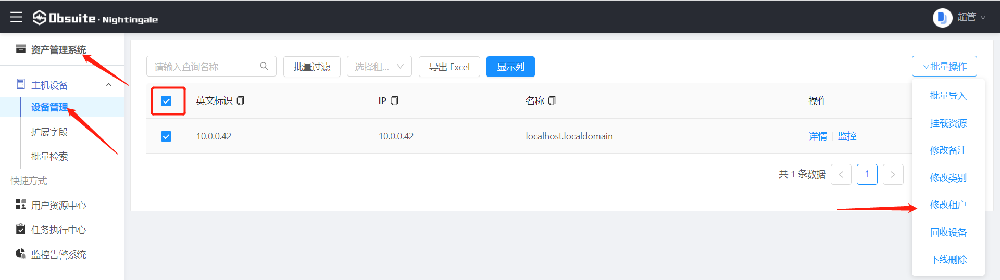 Obsuite · Nightingale
超管
资产管理系统
主机设备
设备管理
扩展字段
批量检索
快捷方式
用户资源中心
任务执行中心
监控告警系统
请输入查询名称
批量过滤
选择租...
导出 Excel
显示列
批量操作
英文标识 IP 名称 操作
10.0.0.42 10.0.0.42 localhost.localdomain 详情 监控
共 1 条数据 < 1 >
批量导入
挂载资源
修改备注
修改类别
修改租户
回收设备
下线删除